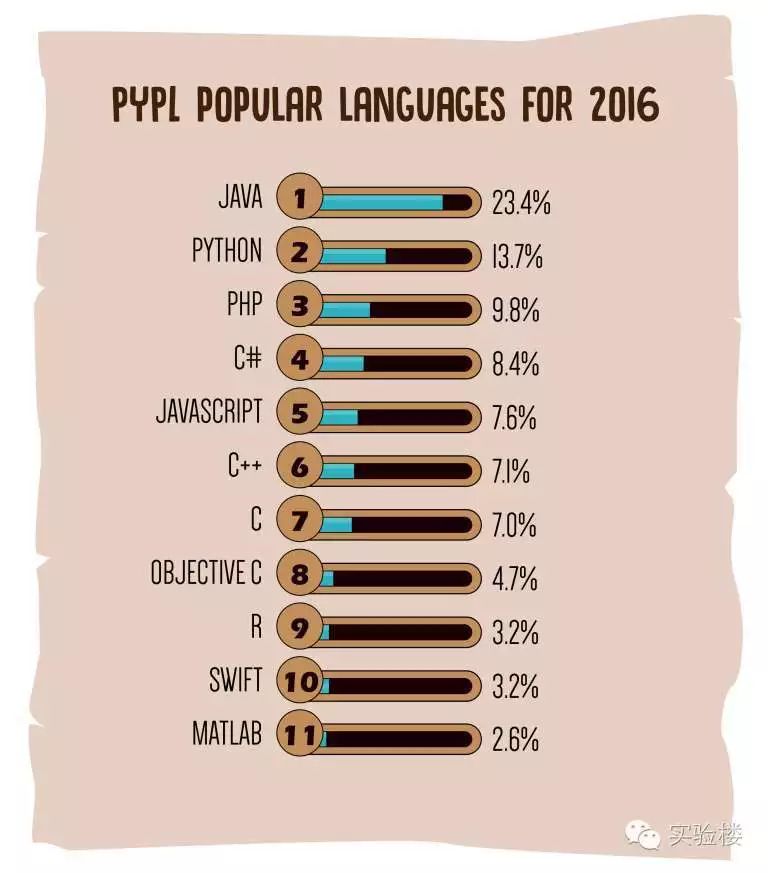 PYPL POPULAR LANGUAGES FOR 2016
JAVA 1 23.4%
PYTHON 2 13.7%
PHP 3 9.8%
C# 4 8.4%
JAVASCRIPT 5 7.6%
C++ 6 7.1%
C 7 7.0%
OBJECTIVE C 8 4.7%
R 9 3.2%
SWIFT 10 3.2%
MATLAB 11 2.6%
实验楼